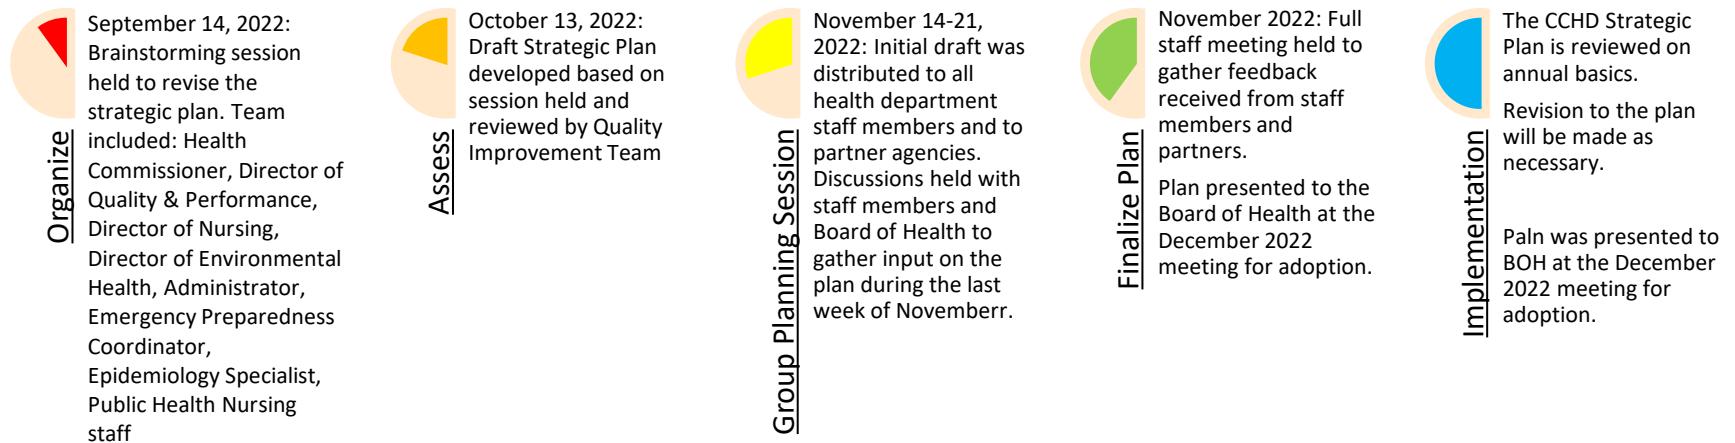 Organize
September 14, 2022:
Brainstorming session
held to revise the
strategic plan. Team
included: Health
Commissioner, Director of
Quality & Performance,
Director of Nursing,
Director of Environmental
Health, Administrator,
Emergency Preparedness
Coordinator,
Epidemiology Specialist,
Public Health Nursing
staff
Assess
October 13, 2022:
Draft Strategic Plan
developed based on
session held and
reviewed by Quality
Improvement Team
Group Planning Session
November 14-21,
2022: Initial draft was
distributed to all
health department
staff members and to
partner agencies.
Discussions held with
staff members and
Board of Health to
gather input on the
plan during the last
week of Novemberr.
Finalize Plan
November 2022: Full
staff meeting held to
gather feedback
received from staff
members and
partners.
Plan presented to the
Board of Health at the
December 2022
meeting for adoption.
Implementation
The CCHD Strategic
Plan is reviewed on
annual basics.
Revision to the plan
will be made as
necessary.
Paln was presented to
BOH at the December
2022 meeting for
adoption.